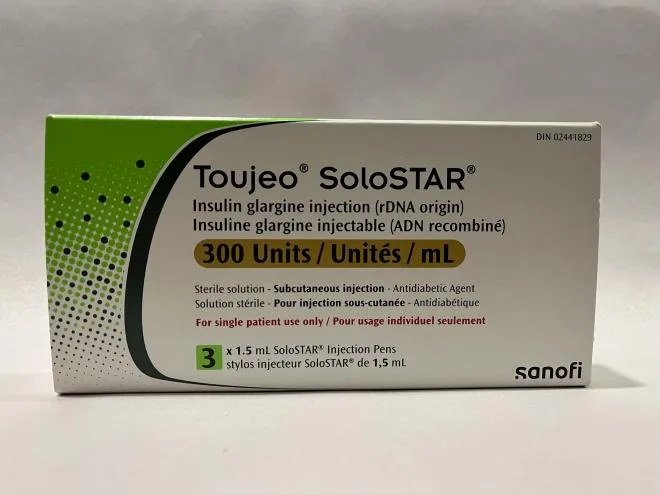 DIN 02441829
Toujeo® SoloSTAR®
Insulin glargine injection (rDNA origin)
Insuline glargine injectable (ADN recombiné)
300 Units / Unités / mL
Sterile solution - Subcutaneous injection - Antidiabetic Agent
Solution stérile - Pour injection sous-cutanée - Antidiabétique
For single patient use only / Pour usage individuel seulement
3 x 1.5 mL SoloSTAR® Injection Pens
stylos injecteur SoloSTAR® de 1,5 mL
sanofi